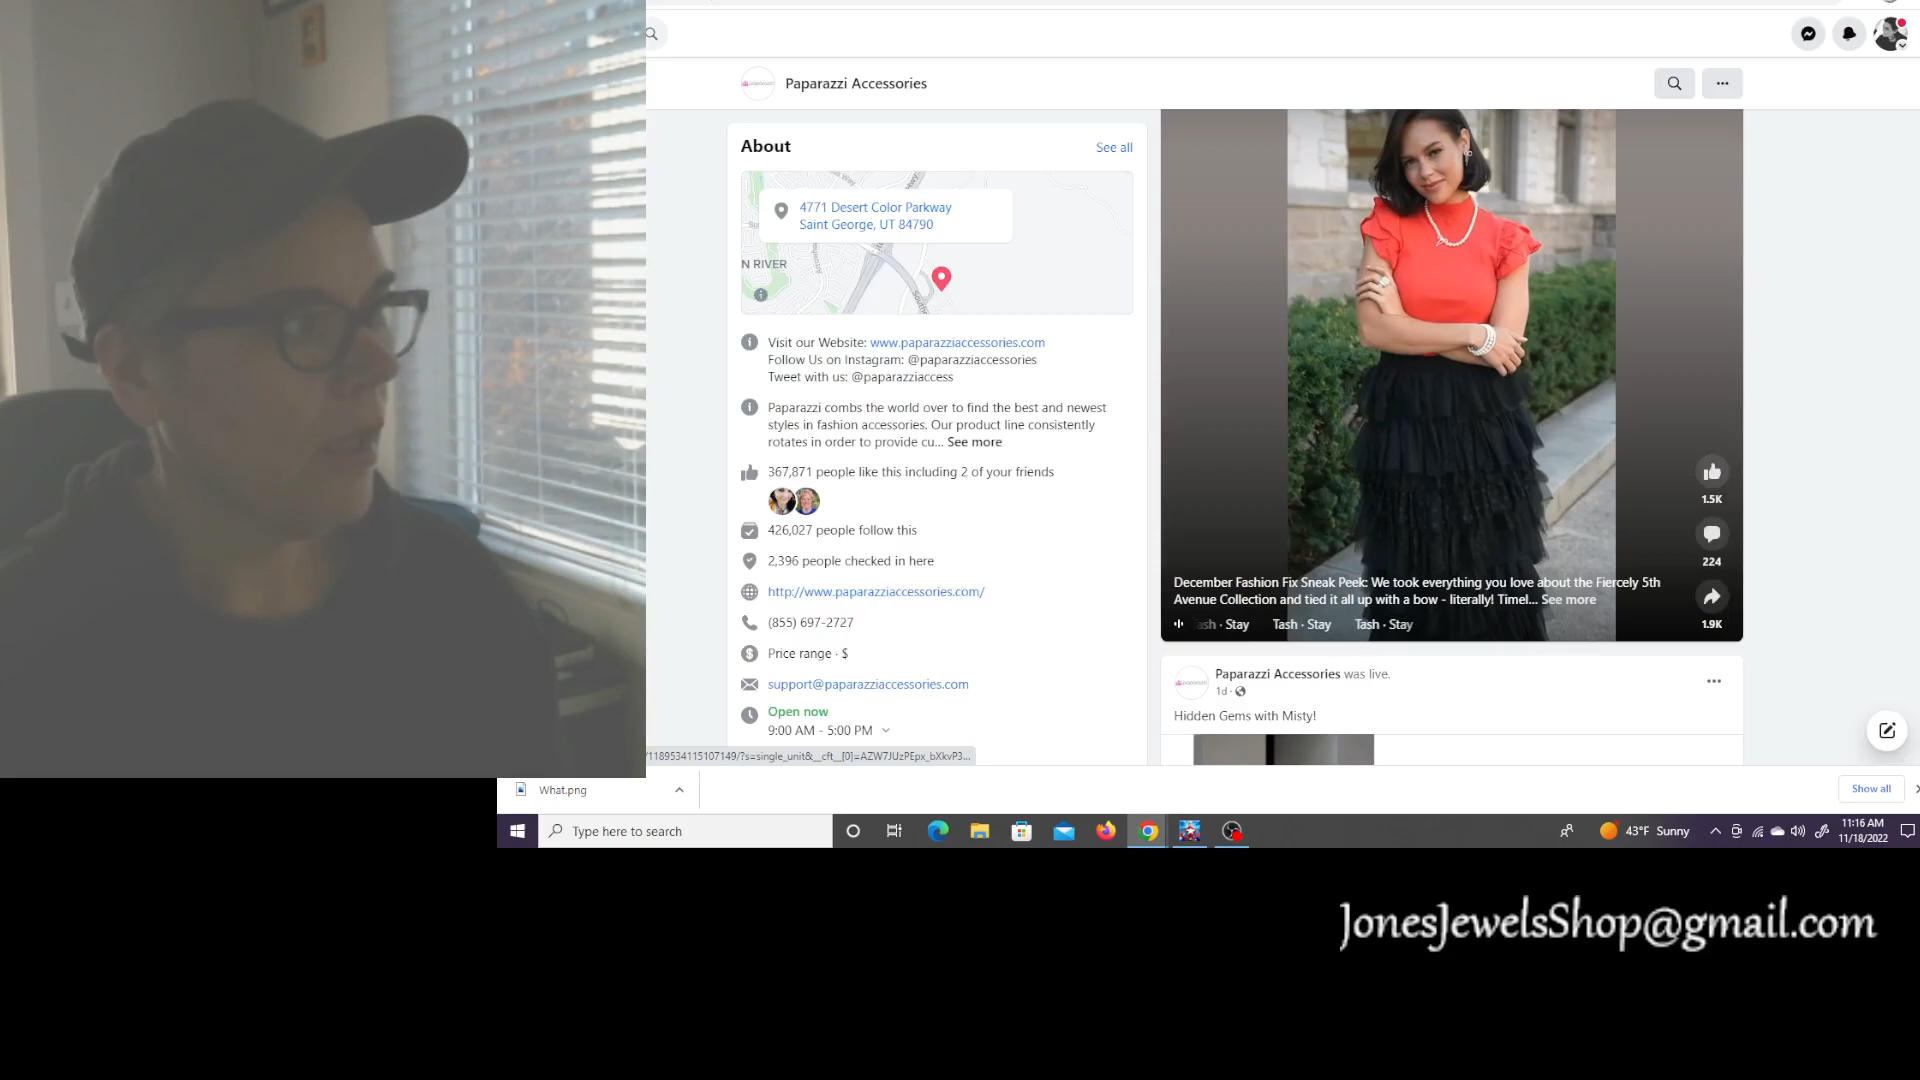 Paparazzi Accessories
About
See all
4771 Desert Color Parkway
Saint George, UT 84790
N RIVER
Visit our Website: www.paparazziaccessories.com
Follow Us on Instagram: @paparazziaccessories
Tweet with us: @paparazziaccess
Paparazzi combs the world over to find the best and newest
styles in fashion accessories. Our product line consistently
rotates in order to provide cu... See more
367,871 people like this including 2 of your friends
426,027 people follow this
2,396 people checked in here
http://www.paparazziaccessories.com/
(855) 697-2727
Price range · $
support@paparazziaccessories.com
Open now
9:00 AM - 5:00 PM
1.5K
224
December Fashion Fix Sneak Peek: We took everything you love about the Fiercely 5th
Avenue Collection and tied it all up with a bow - literally! Timel... See more
ash · Stay Tash · Stay Tash · Stay
1.9K
Paparazzi Accessories was live.
1d ·
Hidden Gems with Misty!
/1189534115107149/?s=single_unit&__cft__[0]=AZW7JUzPEpx_bXkvP3...
What.png
Show all
Type here to search
43°F Sunny
11:16 AM
11/18/2022
JonesJewelsShop@gmail.com